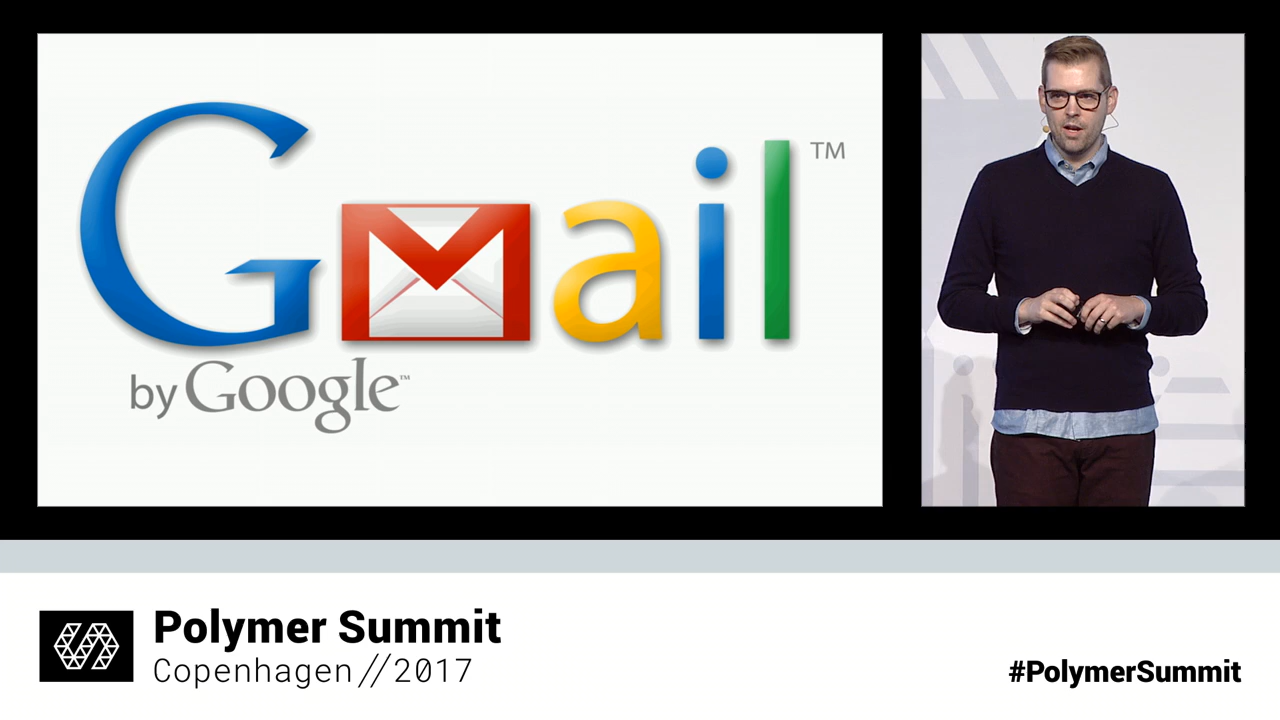 Gmail™
by Google™
Polymer Summit
Copenhagen//2017
#PolymerSummit